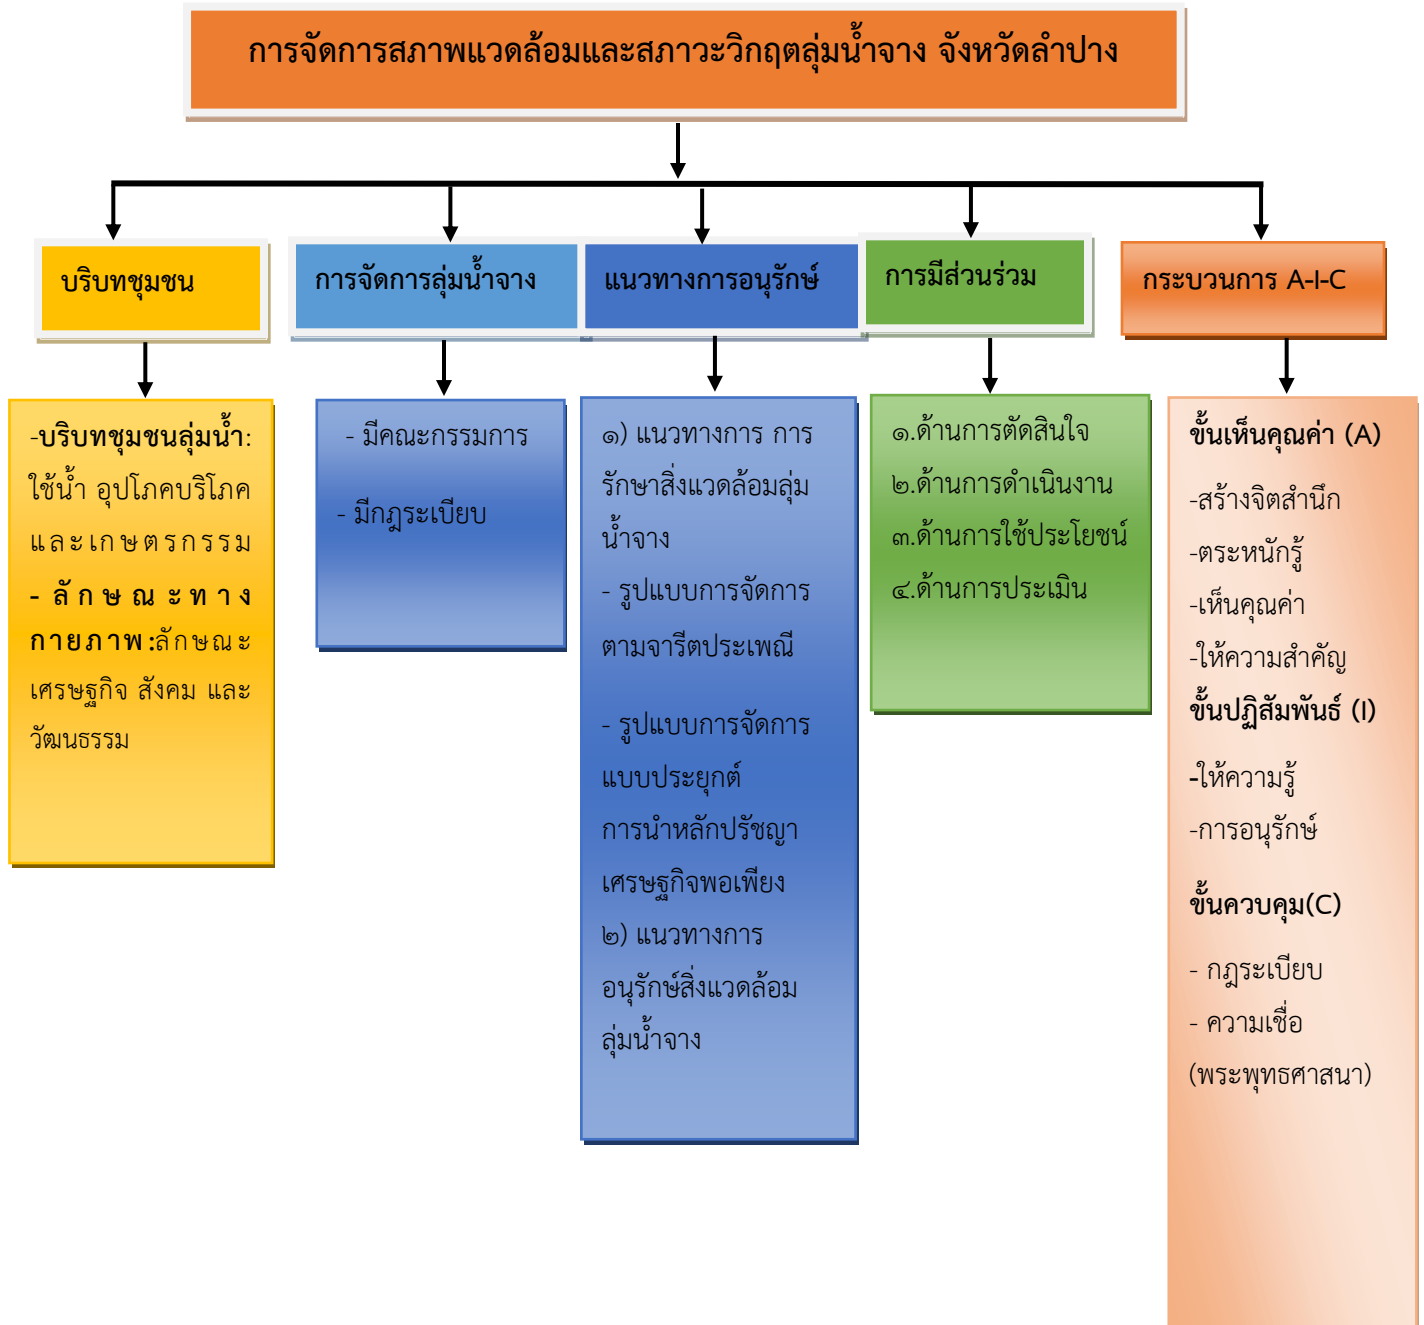 การจัดการสภาพแวดล้อมและสภาวะวิกฤตลุ่มน้ำจาง จังหวัดลำปาง
บริบทชุมชน
การจัดการลุ่มน้ำจาง
แนวทางการอนุรักษ์
การมีส่วนร่วม
กระบวนการ A-I-C
-บริบทชุมชนลุ่มน้ำ:
ใช้น้ำ อุปโภคบริโภค
และเกษตรกรรม
- ลักษณะทาง
กายภาพ:ลักษณะ
เศรษฐกิจ สังคม และ
วัฒนธรรม
- มีคณะกรรมการ
- มีกฎระเบียบ
๑) แนวทางการ การ
รักษาสิ่งแวดล้อมลุ่ม
น้ำจาง
- รูปแบบการจัดการ
ตามจารีตประเพณี
- รูปแบบการจัดการ
แบบประยุกต์
การนำหลักปรัชญา
เศรษฐกิจพอเพียง
๒) แนวทางการ
อนุรักษ์สิ่งแวดล้อม
ลุ่มน้ำจาง
๑.ด้านการตัดสินใจ
๒.ด้านการดำเนินงาน
๓.ด้านการใช้ประโยชน์
๔.ด้านการประเมิน
ขั้นเห็นคุณค่า (A)
-สร้างจิตสำนึก
-ตระหนักรู้
-เห็นคุณค่า
-ให้ความสำคัญ
ขั้นปฏิสัมพันธ์ (I)
-ให้ความรู้
-การอนุรักษ์
ขั้นควบคุม(C)
- กฎระเบียบ
- ความเชื่อ
(พระพุทธศาสนา)